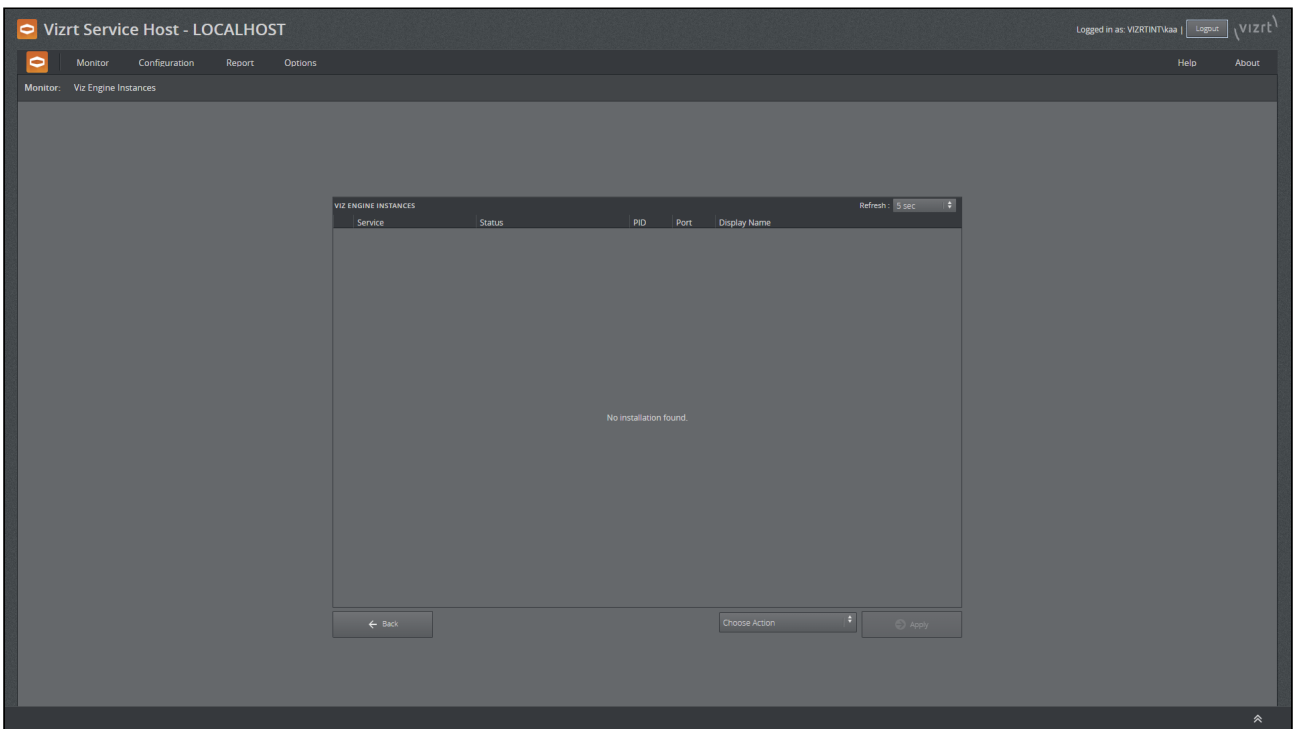 Vizrt Service Host - LOCALHOST
Logged in as: VIZRTINT\kaa | Logout
vizrt
Monitor Configuration Report Options Help About
Monitor: Viz Engine Instances
VIZ ENGINE INSTANCES Refresh : 5 sec
Service Status PID Port Display Name
No installation found.
Back Choose Action Apply